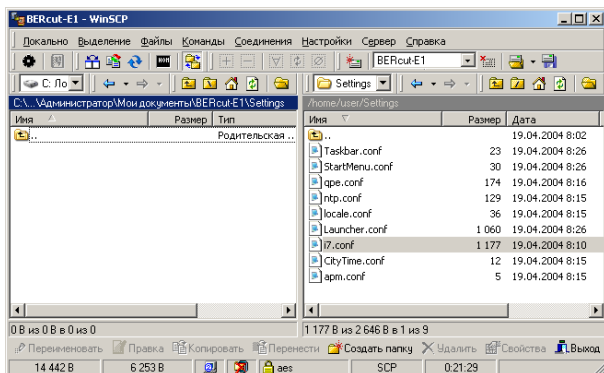 BERcut-E1 - WinSCP
Локально Выделение Файлы Команды Соединения Настройки Сервер Справка
BERcut-E1
C: Ло
Settings
C:\...\Администратор\Мои документы\BERcut-E1\Settings
/home/user/Settings
Имя Размер Тип
Имя Размер Дата
.. Родительская ..
.. 19.04.2004 8:02
Taskbar.conf 23 19.04.2004 8:26
StartMenu.conf 30 19.04.2004 8:26
qpe.conf 174 19.04.2004 8:16
ntp.conf 129 19.04.2004 8:15
locale.conf 36 19.04.2004 8:15
Launcher.conf 1 060 19.04.2004 8:26
i7.conf 1 177 19.04.2004 8:10
CityTime.conf 12 19.04.2004 8:15
apm.conf 5 19.04.2004 8:15
0 B из 0 B в 0 из 0
1 177 B из 2 646 B в 1 из 9
Переименовать Правка Копировать Перенести Создать папку Удалить Свойства Выход
14 442 B 6 253 B aes SCP 0:21:29